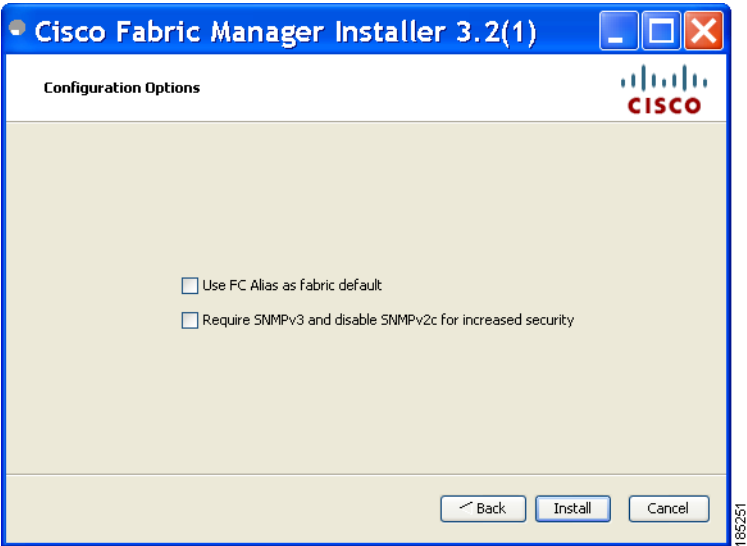 Cisco Fabric Manager Installer 3.2(1)
Configuration Options
CISCO
Use FC Alias as fabric default
Require SNMPv3 and disable SNMPv2c for increased security
Back
Install
Cancel
185251